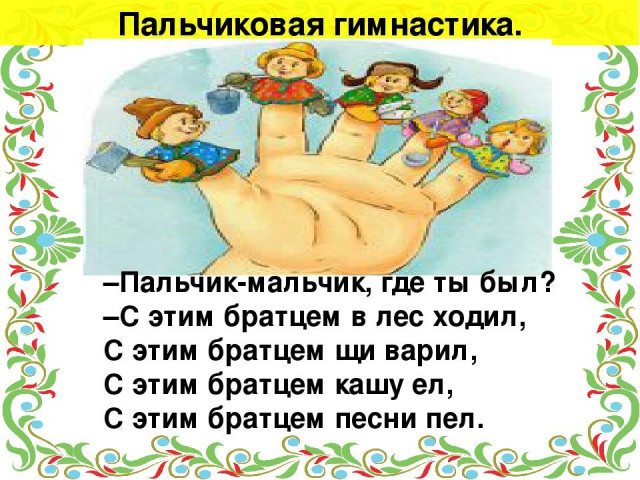 Пальчиковая гимнастика.
–Пальчик-мальчик, где ты был?
–С этим братцем в лес ходил,
С этим братцем щи варил,
С этим братцем кашу ел,
С этим братцем песни пел.